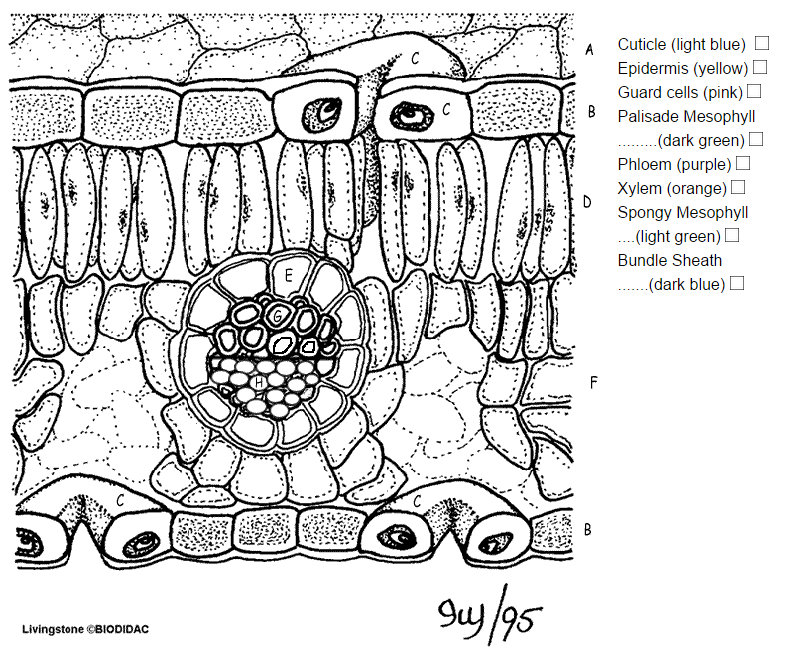 A
C
C
B
D
E
G
H
F
C
C
B
Livingstone ©BIODIDAC
/95
Cuticle (light blue) ☐
Epidermis (yellow) ☐
Guard cells (pink) ☐
Palisade Mesophyll
.........(dark green) ☐
Phloem (purple) ☐
Xylem (orange) ☐
Spongy Mesophyll
....(light green) ☐
Bundle Sheath
.......(dark blue) ☐